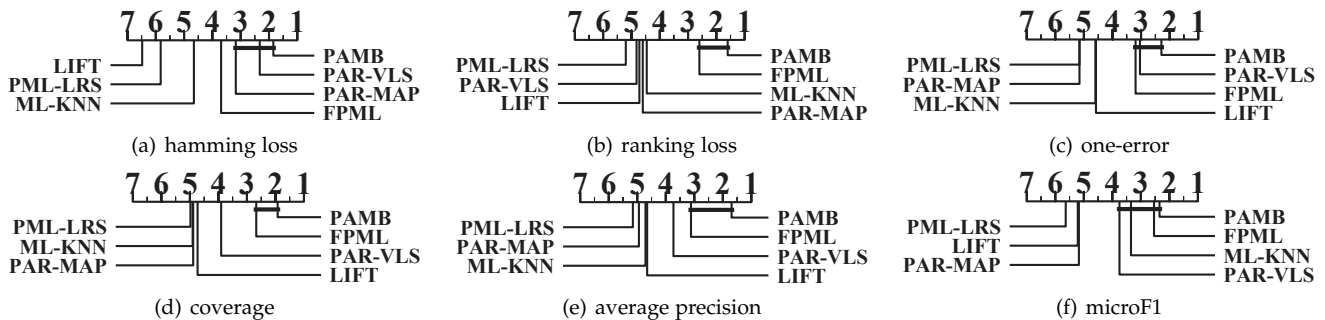 7 6 5 4 3 2 1
LIFT
PML-LRS
ML-KNN
PAMB
PAR-VLS
PAR-MAP
FPML
(a) hamming loss
7 6 5 4 3 2 1
PML-LRS
PAR-VLS
LIFT
PAMB
FPML
ML-KNN
PAR-MAP
(b) ranking loss
7 6 5 4 3 2 1
PML-LRS
PAR-MAP
ML-KNN
PAMB
PAR-VLS
FPML
LIFT
(c) one-error
7 6 5 4 3 2 1
PML-LRS
ML-KNN
PAR-MAP
PAMB
FPML
PAR-VLS
LIFT
(d) coverage
7 6 5 4 3 2 1
PML-LRS
PAR-MAP
ML-KNN
PAMB
FPML
PAR-VLS
LIFT
(e) average precision
7 6 5 4 3 2 1
PML-LRS
LIFT
PAR-MAP
PAMB
FPML
ML-KNN
PAR-VLS
(f) microF1